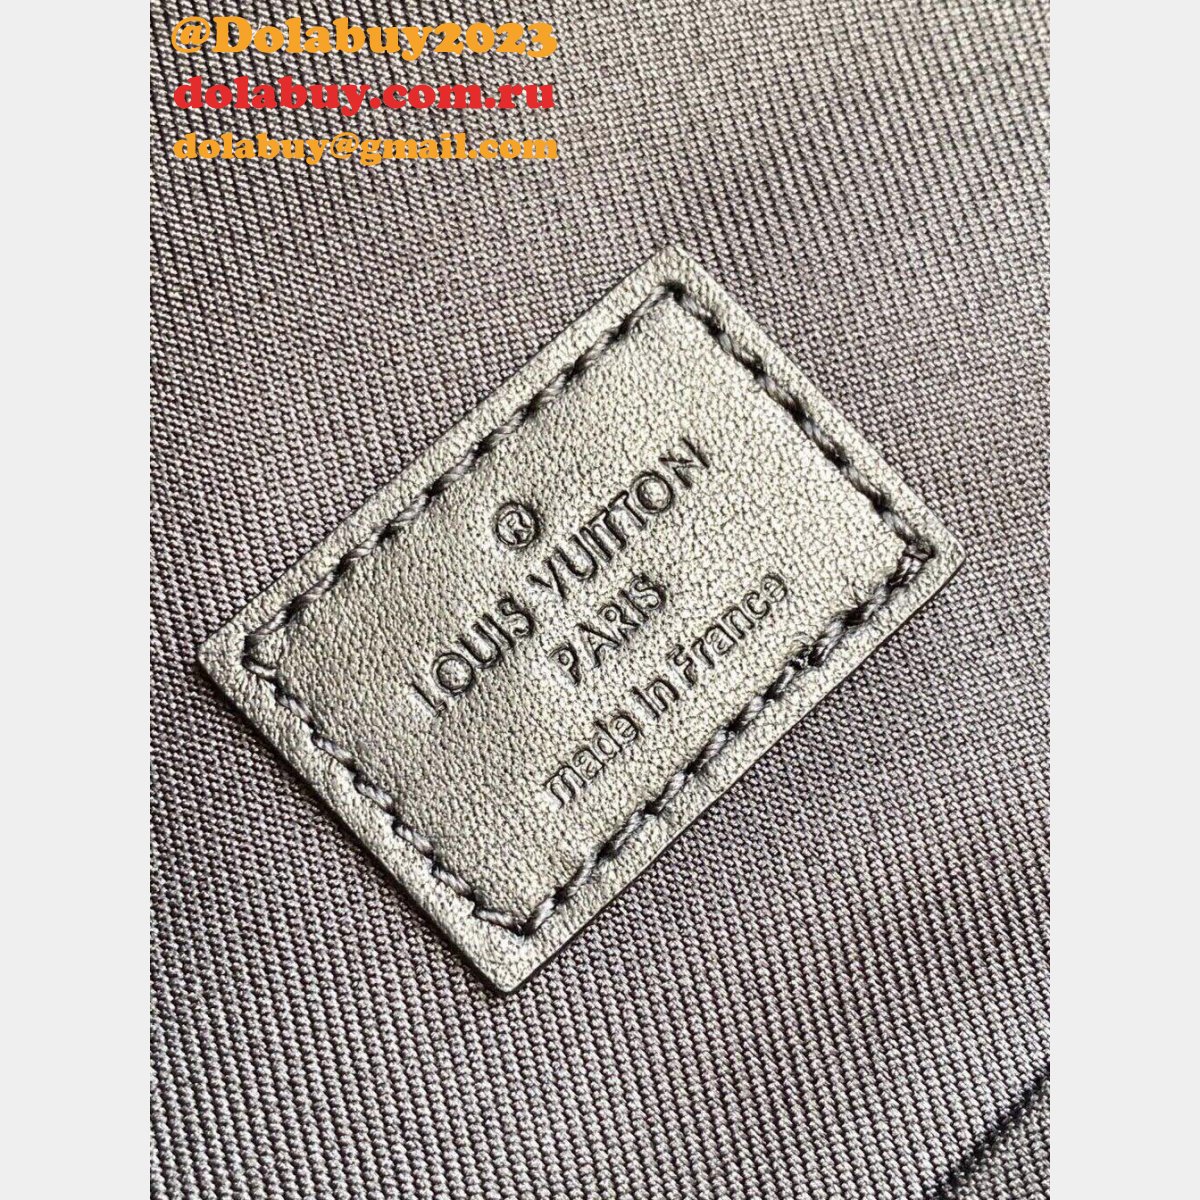 @Dolabuy2023
dolabuy.com.ru
dolabuy@gmail.com
®
LOUIS VUITTON
PARIS
made in France